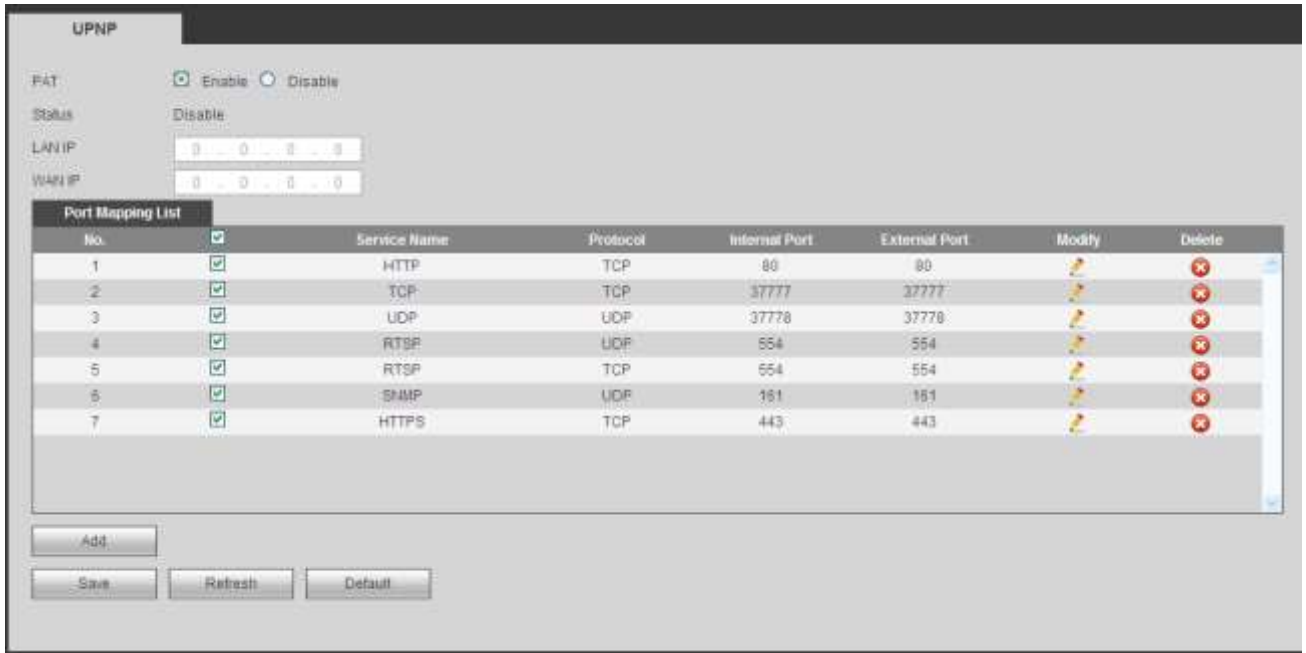 UPNP
PAT Enable Disable
Status Disable
LAN IP 0 . 0 . 0 . 0
WAN IP 0 . 0 . 0 . 0
Port Mapping List
No. Service Name Protocol Internal Port External Port Modify Delete
1 HTTP TCP 80 80
2 TCP TCP 37777 37777
3 UDP UDP 37778 37778
4 RTSP UDP 554 554
5 RTSP TCP 554 554
6 SNMP UDP 161 161
7 HTTPS TCP 443 443
Add
Save Refresh Default